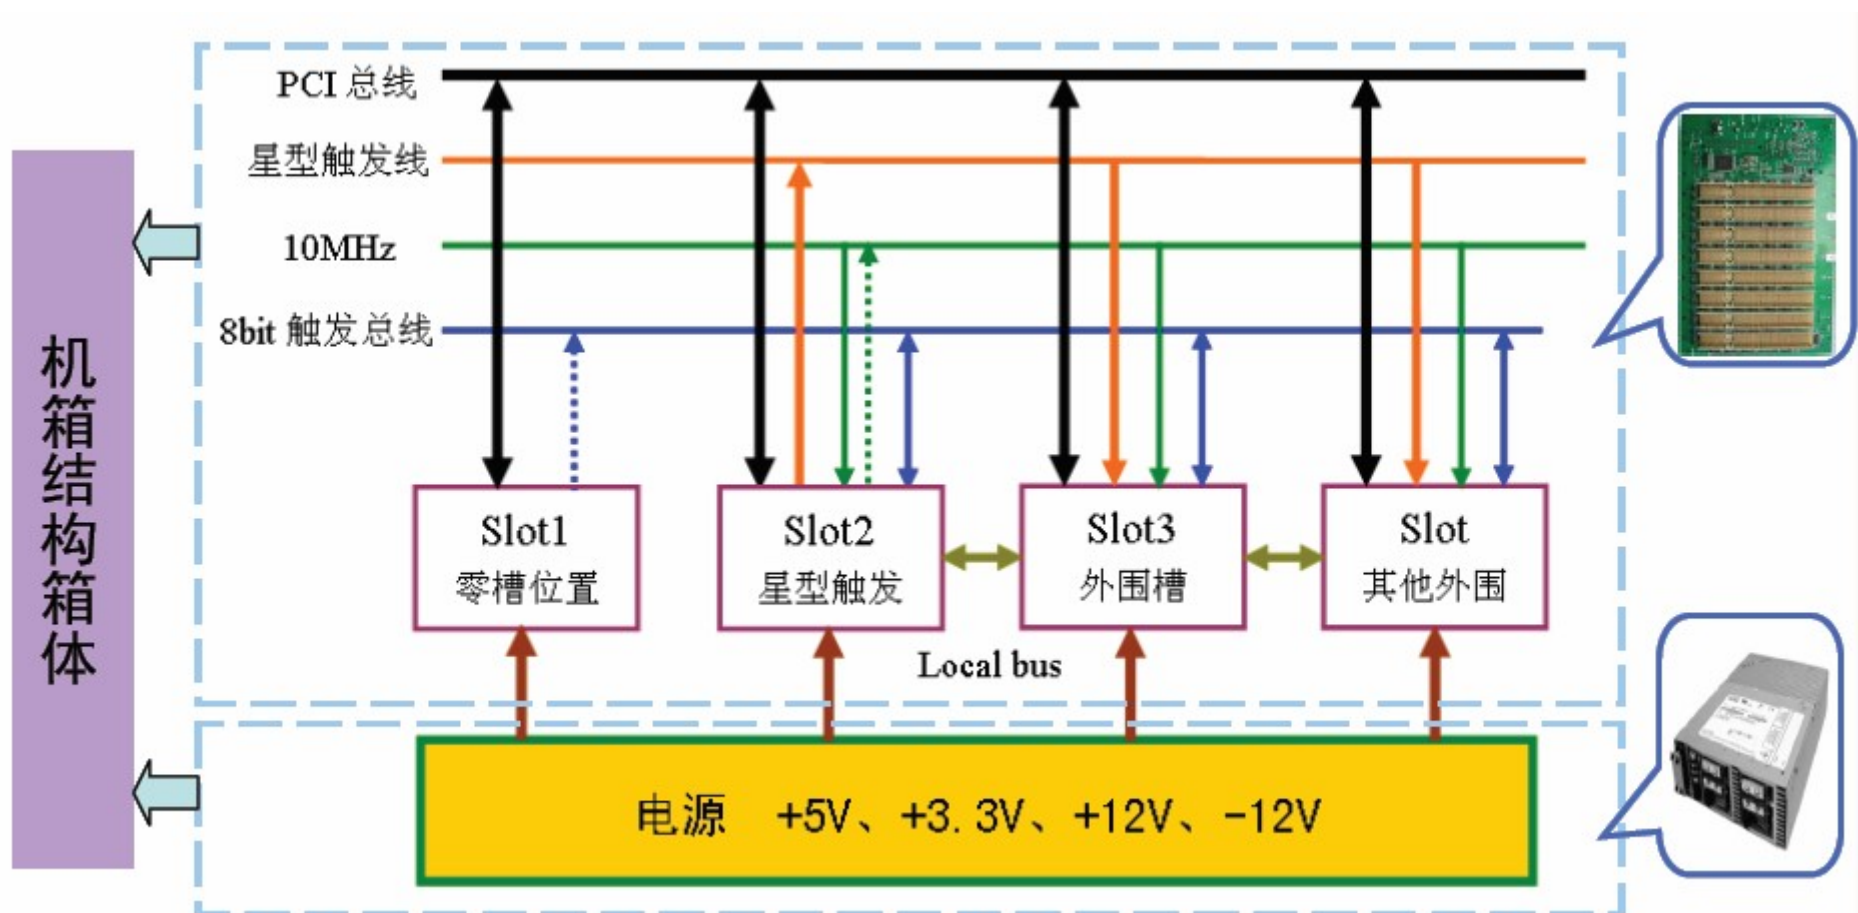 PCI 总线
星型触发线
10MHz
8bit 触发总线
机箱结构箱体
Slot1
零槽位置
Slot2
星型触发
Slot3
外围槽
Slot
其他外围
Local bus
电源 +5V、+3.3V、+12V、-12V